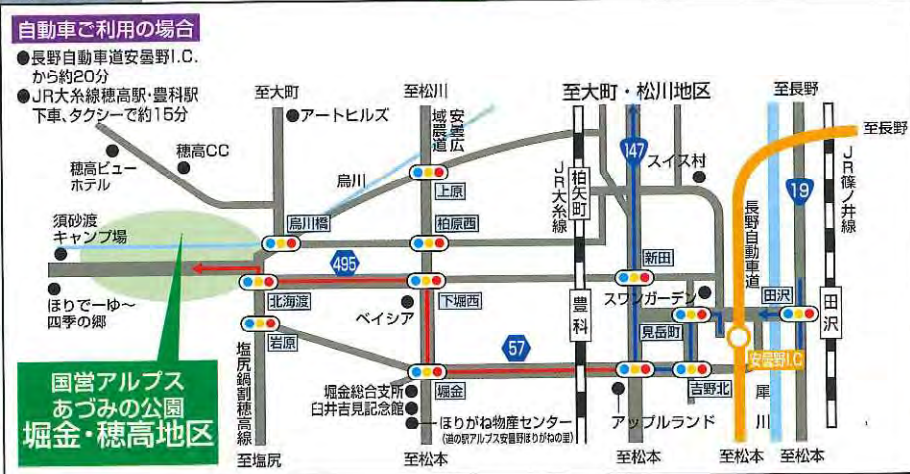 自動車ご利用の場合
●長野自動車道安曇野I.C.
から約20分
●JR大糸線穂高駅・豊科駅
下車、タクシーで約15分
至大町
至松川
至大町・松川地区
至長野
至長野
●アートヒルズ
安曇広
域農道
穂高CC
穂高ビュー
ホテル
烏川
上原
柏矢町
JR大糸線
147
スイス村
19
JR篠ノ井線
長野自動車道
須砂渡
キャンプ場
烏川橋
柏原西
495
新田
北海渡
下堀西
スワンガーデン
田沢
田沢
ほりでーゆ〜
四季の郷
ベイシア
豊科
見岳町
岩原
57
安曇野I.C
塩尻鍋割穂高線
堀金
吉野北
国営アルプス
あづみの公園
堀金・穂高地区
堀金総合支所
臼井吉見記念館
ほりがね物産センター
(道の駅アルプス安曇野ほりがねの里)
アップルランド
犀川
至塩尻
至松本
至松本
至松本
至松本